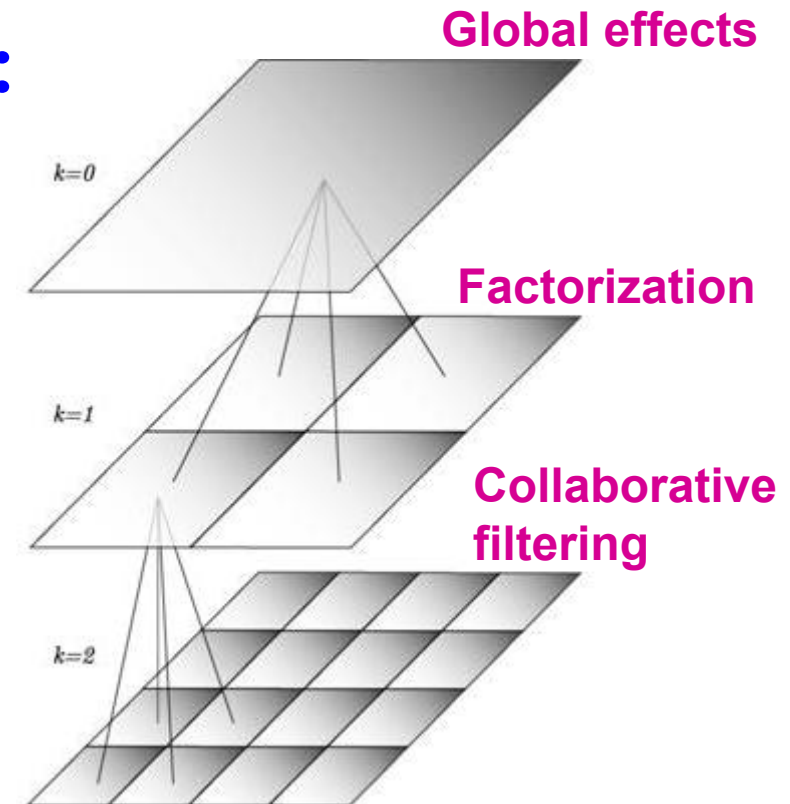 :
Global effects
k=0
Factorization
k=1
Collaborative
filtering
k=2